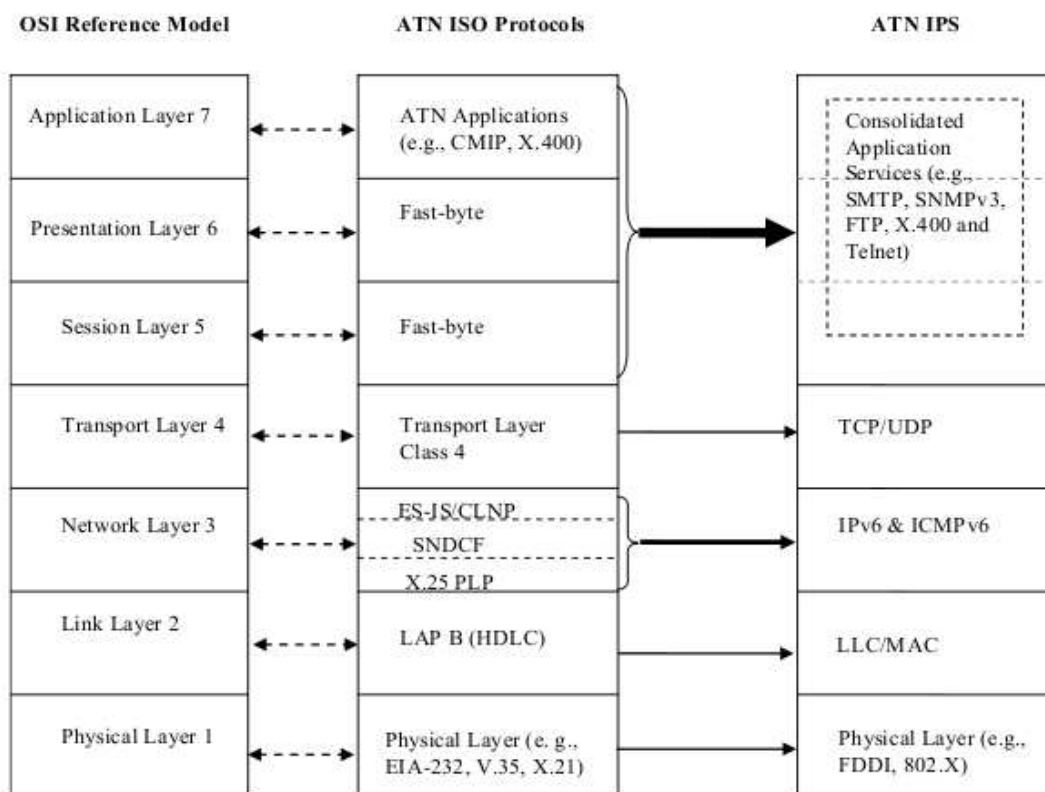 OSI Reference Model
ATN ISO Protocols
ATN IPS
Application Layer 7
ATN Applications
(e.g., CMIP, X.400)
Consolidated
Application
Services (e.g.,
SMTP, SNMPv3,
FTP, X.400 and
Telnet)
Presentation Layer 6
Fast-byte
Session Layer 5
Fast-byte
Transport Layer 4
Transport Layer
Class 4
TCP/UDP
Network Layer 3
ES-IS/CLNP
SNDCF
X.25 PLP
IPv6 & ICMPv6
Link Layer 2
LAP B (HDLC)
LLC/MAC
Physical Layer 1
Physical Layer (e. g.,
EIA-232, V.35, X.21)
Physical Layer (e.g.,
FDDI, 802.X)